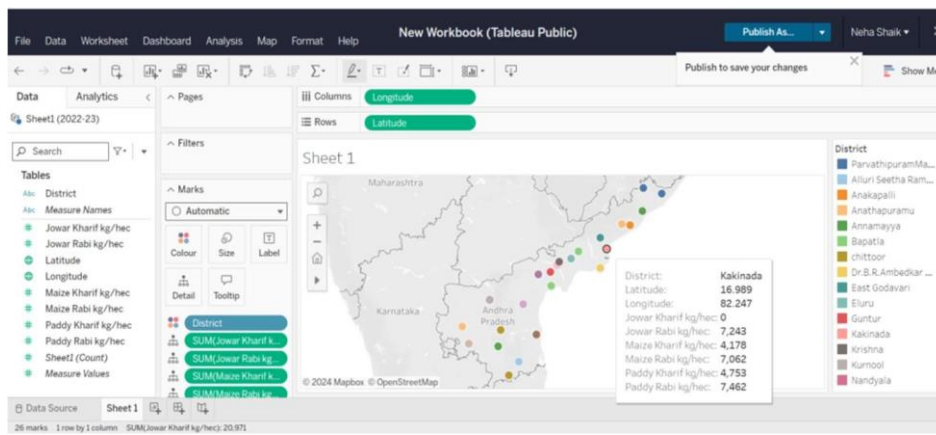 New Workbook (Tableau Public)
Publish As...
Neha Shaik
File Data Worksheet Dashboard Analysis Map Format Help
Publish to save your changes
Show Me
Data Analytics
Pages
Columns Longitude
Sheet1 (2022-23)
Rows Latitude
Search
Filters
Sheet 1
District
Tables
ParvathipuramMa...
Alluri Seetha Ram...
Anakapalli
Anathapuramu
Annamayya
Bapatla
chittoor
Dr.B.R.Ambedkar ...
East Godavari
Eluru
Guntur
Kakinada
Krishna
Kurnool
Nandyala
Abc District
Abc Measure Names
Jowar Kharif kg/hec
Jowar Rabi kg/hec
Latitude
Longitude
Maize Kharif kg/hec
Maize Rabi kg/hec
Paddy Kharif kg/hec
Paddy Rabi kg/hec
Sheet1 (Count)
Measure Values
Marks
Automatic
Colour Size Label
Detail Tooltip
District
SUM(Jowar Kharif k...
SUM(Jowar Rabi kg...
SUM(Maize Kharif k...
SUM(Maize Rabi kg...
Maharashtra
Karnataka
Andhra
Pradesh
District: Kakinada
Latitude: 16.989
Longitude: 82.247
Jowar Kharif kg/hec: 0
Jowar Rabi kg/hec: 7,243
Maize Kharif kg/hec: 4,178
Maize Rabi kg/hec: 7,062
Paddy Kharif kg/hec: 4,753
Paddy Rabi kg/hec: 7,462
© 2024 Mapbox © OpenStreetMap
Data Source Sheet 1
26 marks 1 row by 1 column SUM(Jowar Kharif kg/hec): 20,971